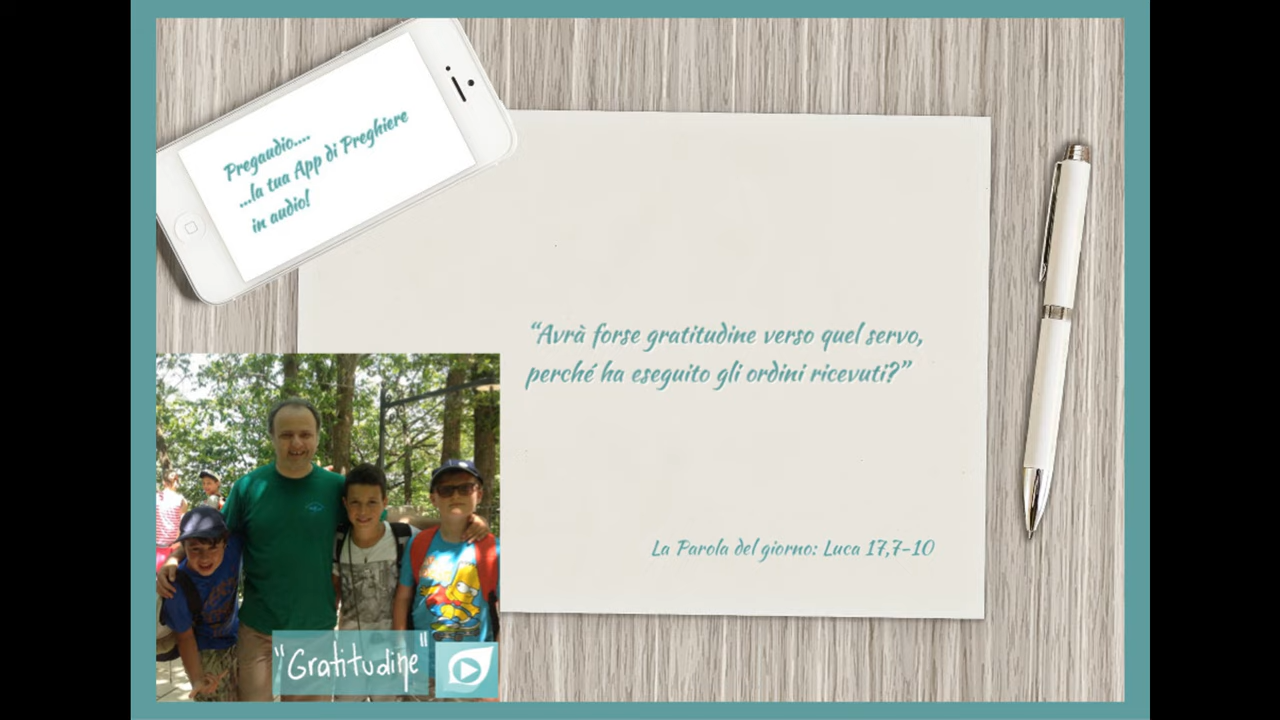 Pregaudio....
...la tua App di Preghiere
in audio!
“Avrà forse gratitudine verso quel servo,
perché ha eseguito gli ordini ricevuti?”
La Parola del giorno: Luca 17,7-10
"Gratitudine"